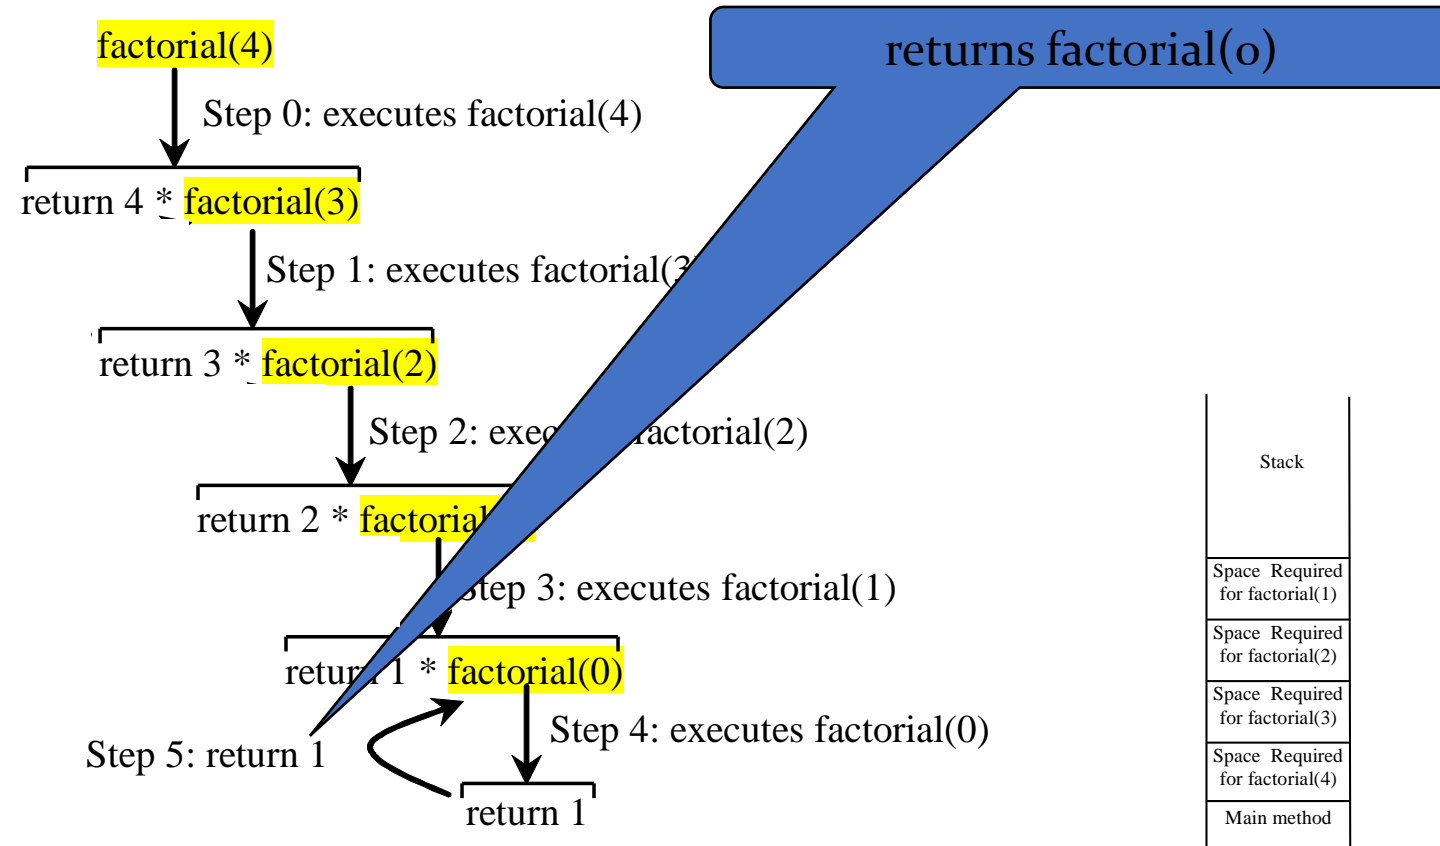 returns factorial(0)
factorial(4)
Step 0: executes factorial(4)
return 4 * factorial(3)
Step 1: executes factorial(3)
return 3 * factorial(2)
Step 2: factorial(2)
return 2 *
Step 3: executes factorial(1)
return 1 * factorial(0)
Step 4: executes factorial(0)
Step 5: return 1
return 1
Stack
Space Required
for factorial(1)
Space Required
for factorial(2)
Space Required
for factorial(3)
Space Required
for factorial(4)
Main method